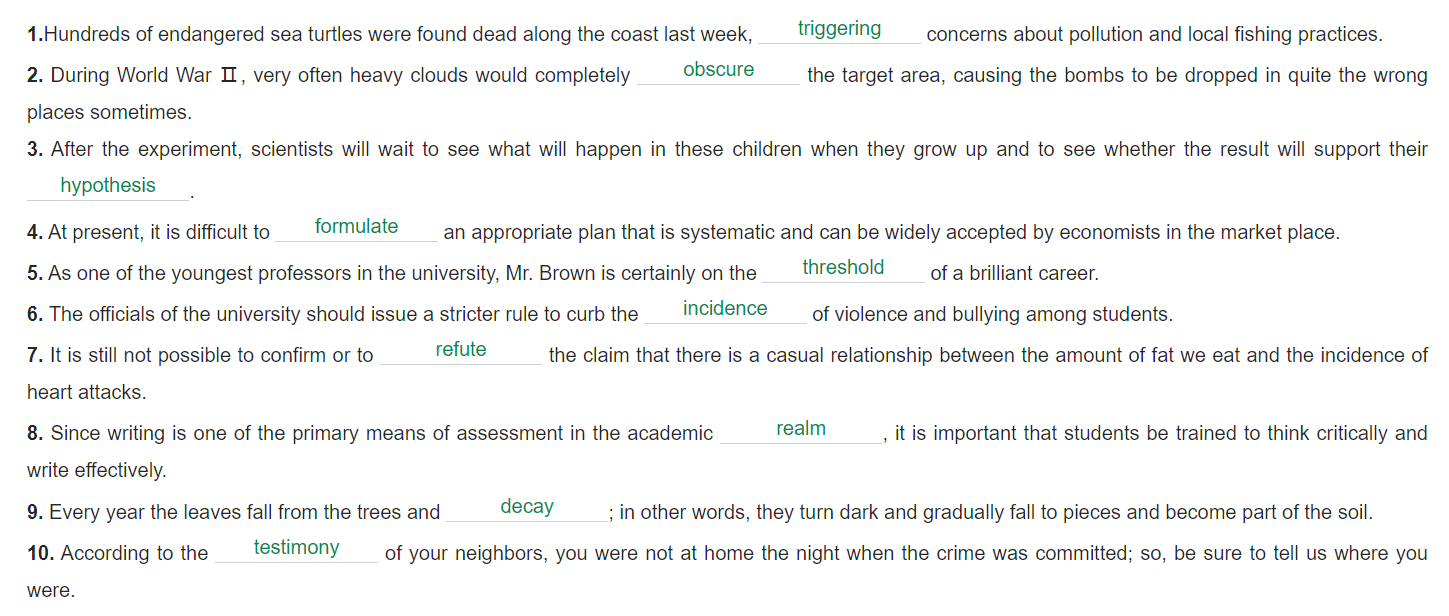 1.Hundreds of endangered sea turtles were found dead along the coast last week, triggering concerns about pollution and local fishing practices.
2. During World War Ⅱ, very often heavy clouds would completely obscure the target area, causing the bombs to be dropped in quite the wrong
places sometimes.
3. After the experiment, scientists will wait to see what will happen in these children when they grow up and to see whether the result will support their
hypothesis.
4. At present, it is difficult to formulate an appropriate plan that is systematic and can be widely accepted by economists in the market place.
5. As one of the youngest professors in the university, Mr. Brown is certainly on the threshold of a brilliant career.
6. The officials of the university should issue a stricter rule to curb the incidence of violence and bullying among students.
7. It is still not possible to confirm or to refute the claim that there is a casual relationship between the amount of fat we eat and the incidence of
heart attacks.
8. Since writing is one of the primary means of assessment in the academic realm, it is important that students be trained to think critically and
write effectively.
9. Every year the leaves fall from the trees and decay; in other words, they turn dark and gradually fall to pieces and become part of the soil.
10. According to the testimony of your neighbors, you were not at home the night when the crime was committed; so, be sure to tell us where you
were.